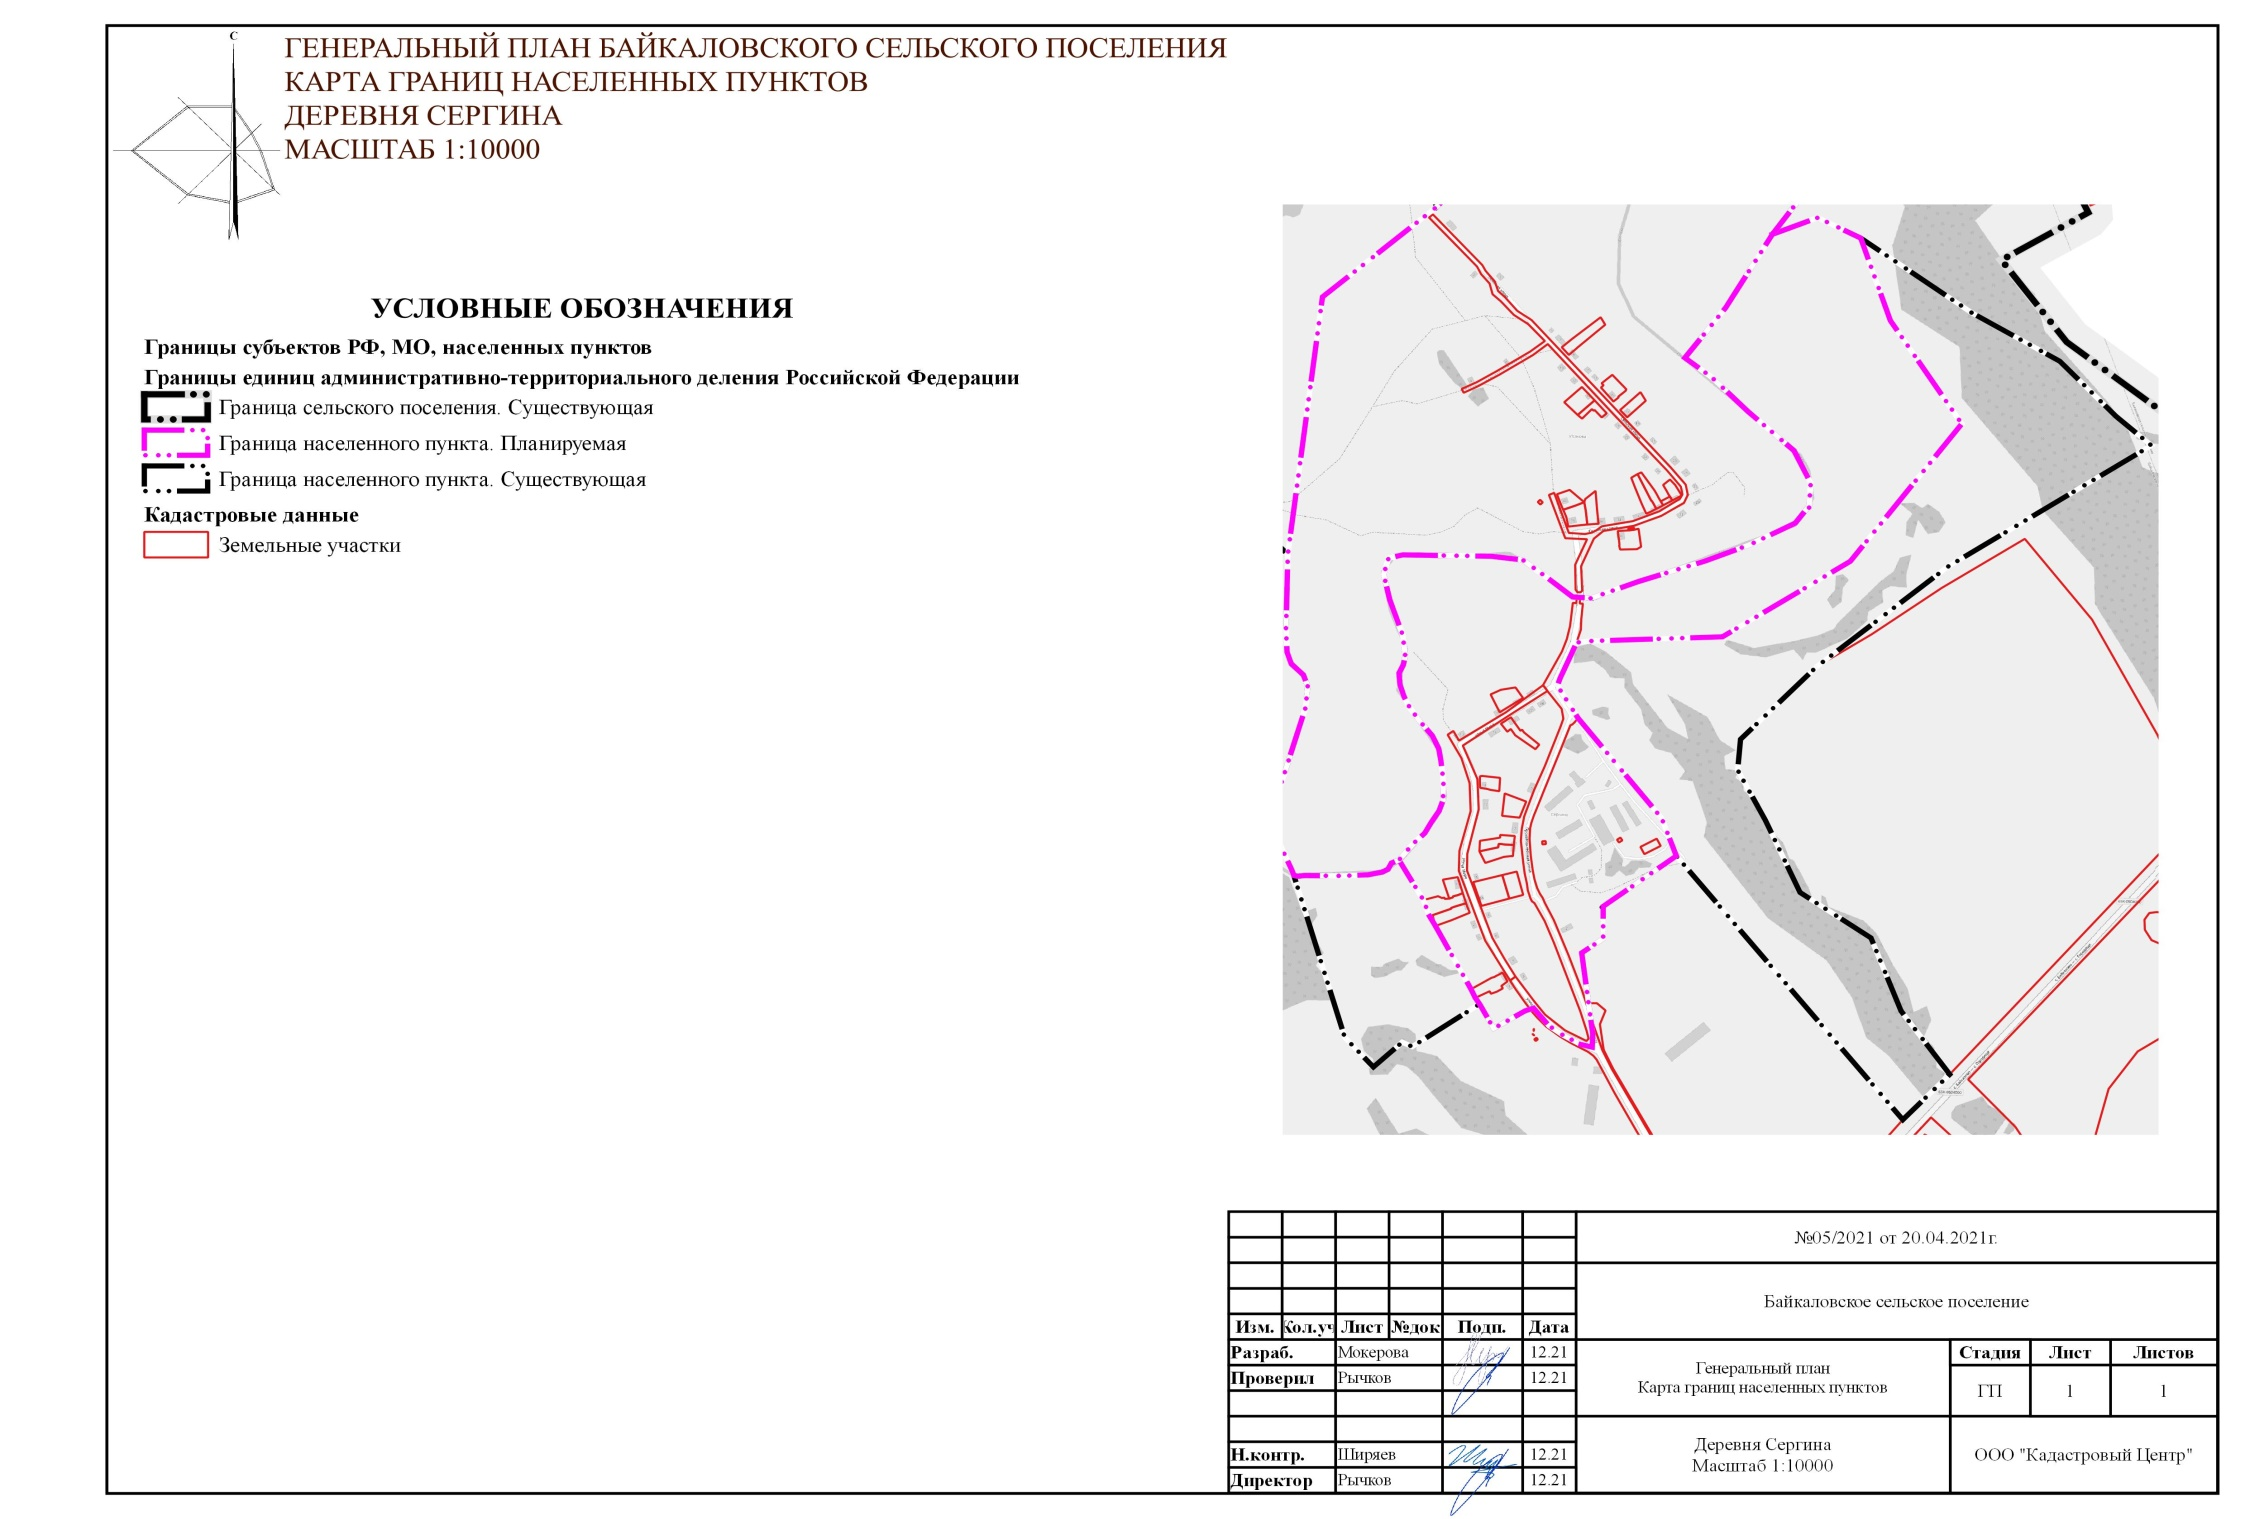 С
ГЕНЕРАЛЬНЫЙ ПЛАН БАЙКАЛОВСКОГО СЕЛЬСКОГО ПОСЕЛЕНИЯ
КАРТА ГРАНИЦ НАСЕЛЕННЫХ ПУНКТОВ
ДЕРЕВНЯ СЕРГИНА
МАСШТАБ 1:10000
УСЛОВНЫЕ ОБОЗНАЧЕНИЯ
Границы субъектов РФ, МО, населенных пунктов
Границы единиц административно-территориального деления Российской Федерации
Граница сельского поселения. Существующая
Граница населенного пункта. Планируемая
Граница населенного пункта. Существующая
Кадастровые данные
Земельные участки
№05/2021 от 20.04.2021г.
Байкаловское сельское поселение
Изм. Кол.уч Лист №док Подп. Дата
Разраб. Мокерова 12.21
Проверил Рычков 12.21
Генеральный план
Карта границ населенных пунктов
Стадия Лист Листов
ГП 1 1
Н.контр. Ширяев 12.21
Директор Рычков 12.21
Деревня Сергина
Масштаб 1:10000
ООО "Кадастровый Центр"